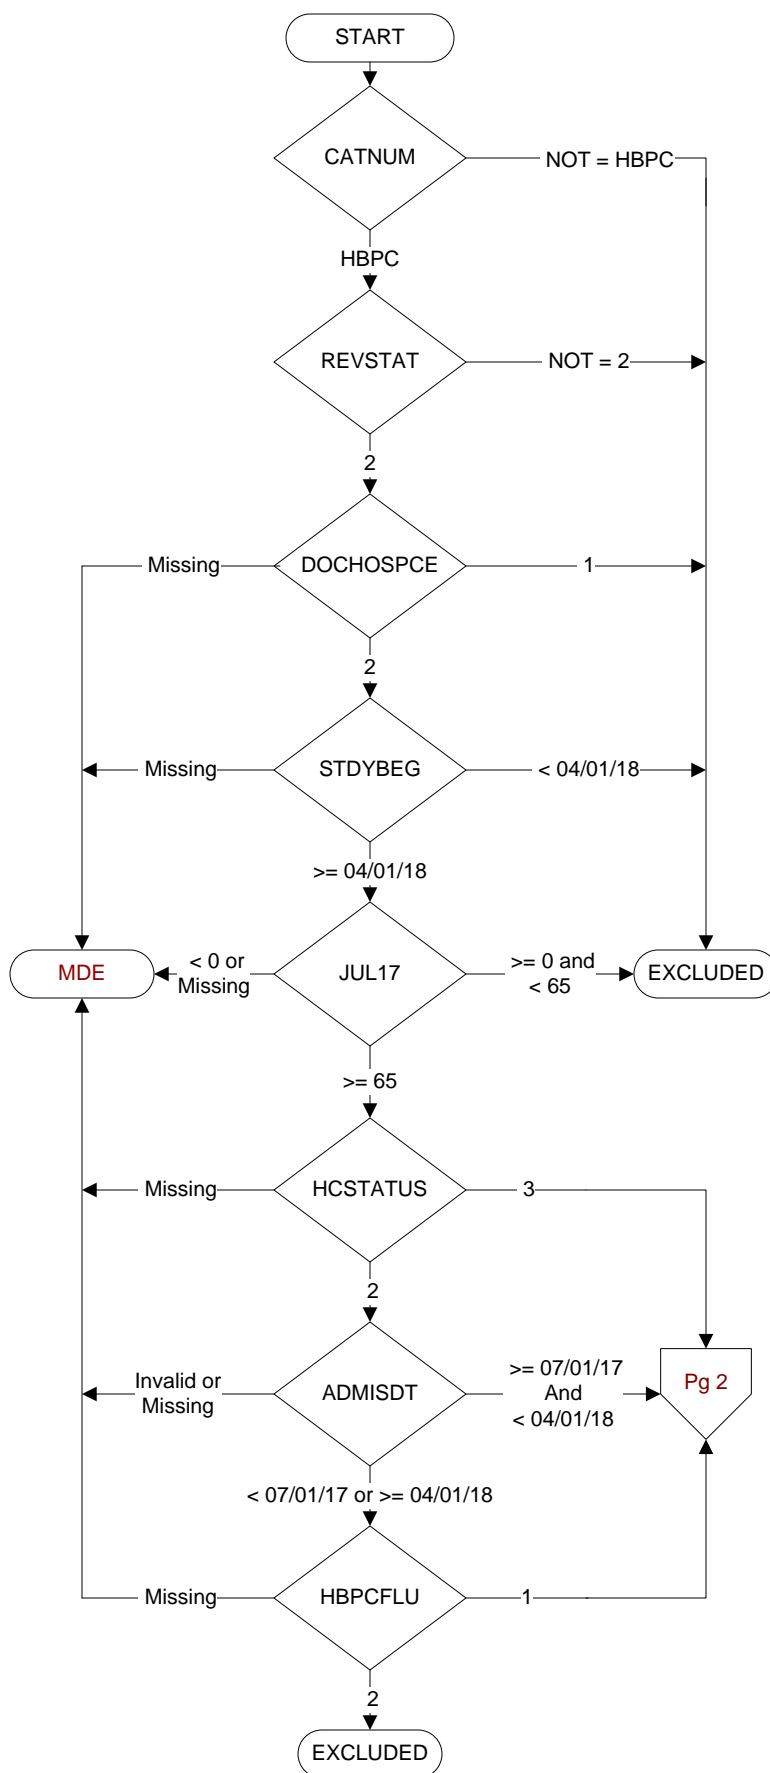 START
CATNUM
NOT = HBPC
HBPC
REVSTAT
NOT = 2
2
Missing
DOCHOSPCE
1
2
Missing
STDYBEG
< 04/01/18
>= 04/01/18
MDE
< 0 or
Missing
JUL17
>= 0 and
< 65
EXCLUDED
>= 65
Missing
HCSTATUS
3
2
Invalid or
Missing
ADMISDT
>= 07/01/17
And
< 04/01/18
Pg 2
< 07/01/17 or >= 04/01/18
Missing
HBPCFLU
1
2
EXCLUDED